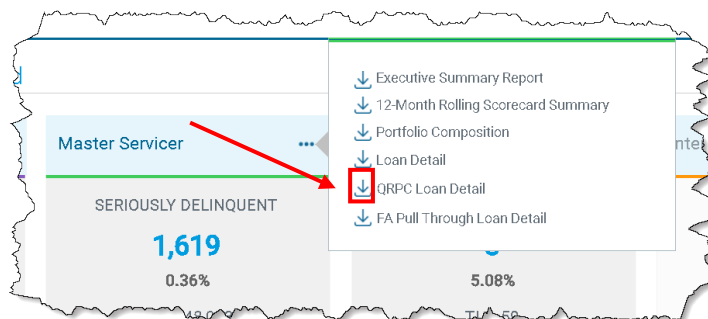 Executive Summary Report
12-Month Rolling Scorecard Summary
Portfolio Composition
Loan Detail
QRPC Loan Detail
FA Pull Through Loan Detail
Master Servicer
SERIOUSLY DELINQUENT
1,619
0.36%
5.08%